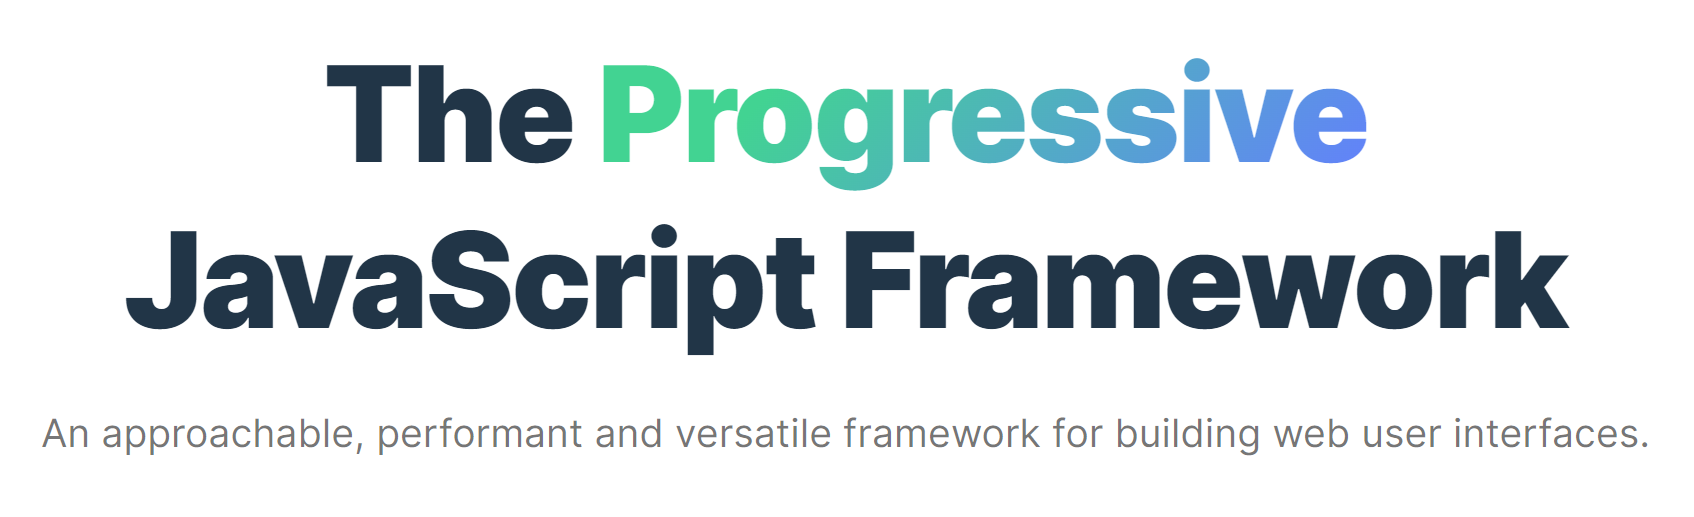 The Progressive
JavaScript Framework
An approachable, performant and versatile framework for building web user interfaces.